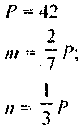 P = 42
m = 2/7 P;
n = 1/3 P